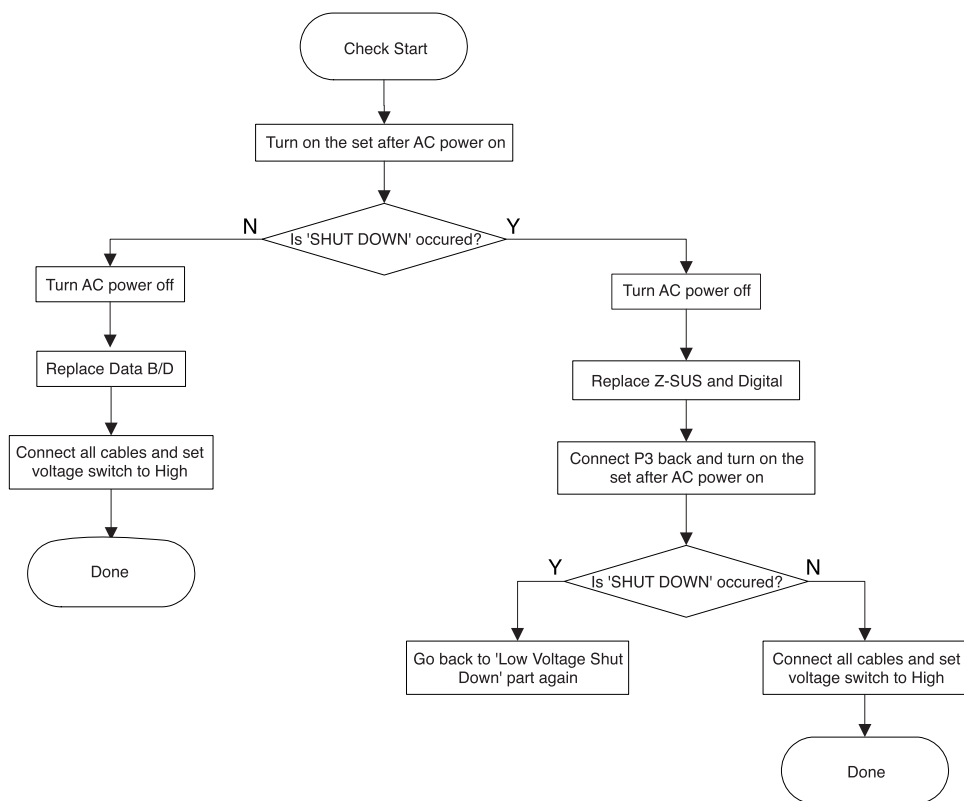 Check Start
Turn on the set after AC power on
N
Y
Is 'SHUT DOWN' occured?
Turn AC power off
Turn AC power off
Replace Data B/D
Replace Z-SUS and Digital
Connect all cables and set
voltage switch to High
Connect P3 back and turn on the
set after AC power on
Done
Y
N
Is 'SHUT DOWN' occured?
Go back to 'Low Voltage Shut
Down' part again
Connect all cables and set
voltage switch to High
Done